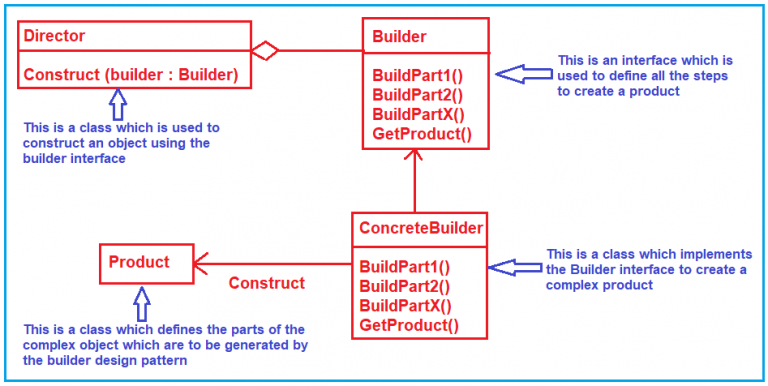 Director
Construct (builder : Builder)
This is a class which is used to
construct an object using the
builder interface
Builder
BuildPart1()
BuildPart2()
BuildPartX()
GetProduct()
This is an interface which is
used to define all the steps
to create a product
ConcreteBuilder
BuildPart1()
BuildPart2()
BuildPartX()
GetProduct()
This is a class which implements
the Builder interface to create a
complex product
Product
Construct
This is a class which defines the parts of the
complex object which are to be generated by
the builder design pattern